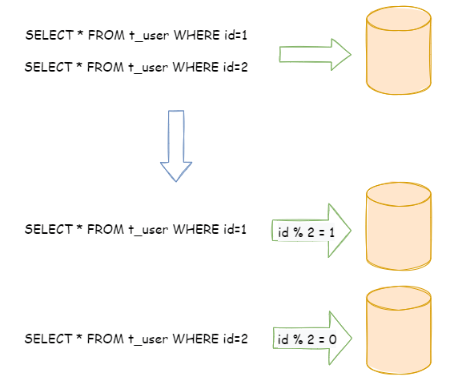 SELECT * FROM t_user WHERE id=1
SELECT * FROM t_user WHERE id=2
SELECT * FROM t_user WHERE id=1
id % 2 = 1
SELECT * FROM t_user WHERE id=2
id % 2 = 0